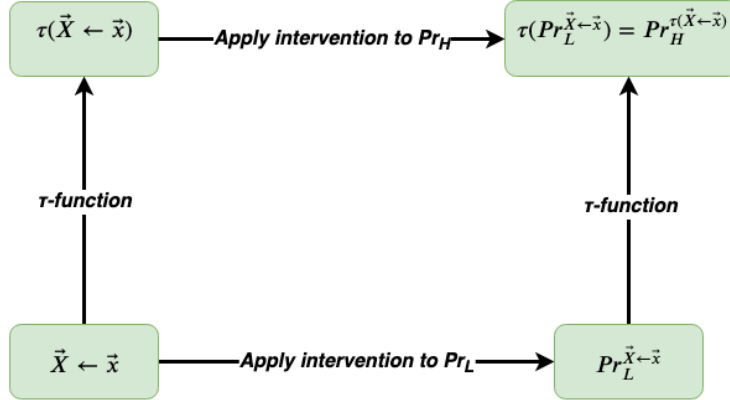 τ(X⃗ ← x⃗)
Apply intervention to Pr_H
τ(Pr_L^{X⃗←x⃗}) = Pr_H^{τ(X⃗←x⃗)}
τ-function
τ-function
X⃗ ← x⃗
Apply intervention to Pr_L
Pr_L^{X⃗←x⃗}